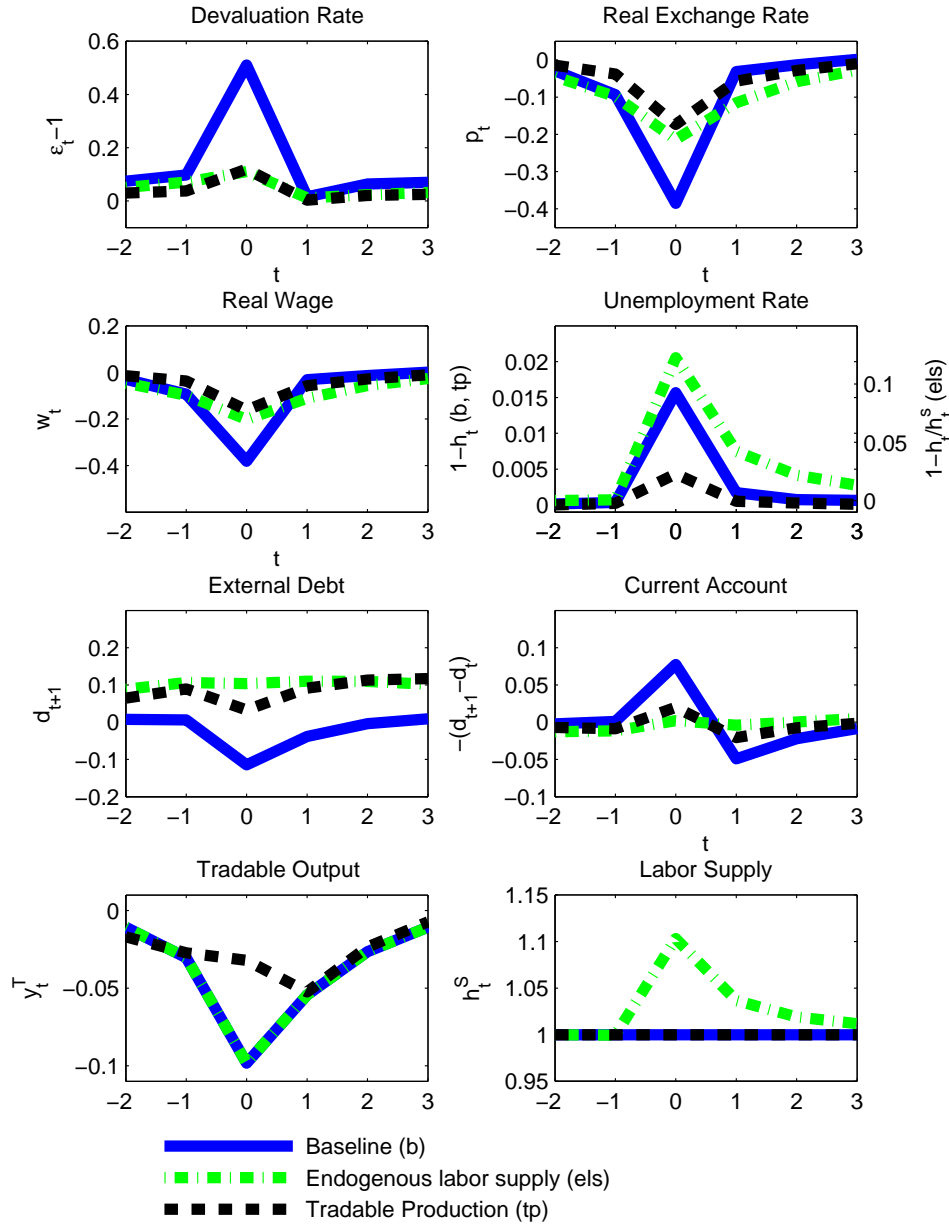 Devaluation Rate
0.6
0.4
0.2
0
ε_t−1
−2 −1 0 1 2 3
t
Real Exchange Rate
0
−0.1
−0.2
−0.3
−0.4
p_t
−2 −1 0 1 2 3
t
Real Wage
0.2
0
−0.2
−0.4
w_t
−2 −1 0 1 2 3
t
Unemployment Rate
0.02
0.015
0.01
0.005
0
1−h_t (b, tp)
0.1
0.05
0
1−h_t/h_t^s (els)
−2 −1 0 1 2 3
External Debt
0.2
0.1
0
−0.1
−0.2
d_{t+1}
−2 −1 0 1 2 3
Current Account
0.1
0.05
0
−0.05
−0.1
−(d_{t+1}−d_t)
−2 −1 0 1 2 3
t
Tradable Output
0
−0.05
−0.1
y_t^T
−2 −1 0 1 2 3
Labor Supply
1.15
1.1
1.05
1
0.95
h_t^S
−2 −1 0 1 2 3
Baseline (b)
Endogenous labor supply (els)
Tradable Production (tp)